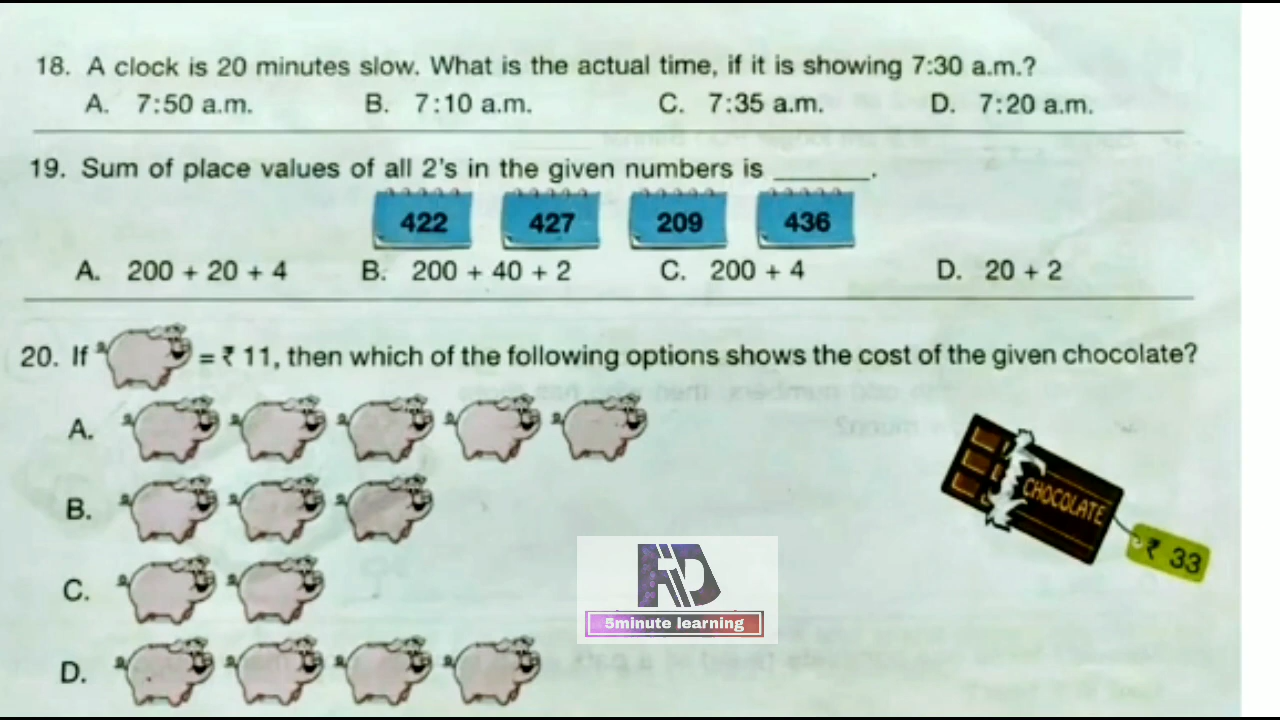 18. A clock is 20 minutes slow. What is the actual time, if it is showing 7:30 a.m.?
A. 7:50 a.m. B. 7:10 a.m. C. 7:35 a.m. D. 7:20 a.m.
19. Sum of place values of all 2's in the given numbers is ______.
422 427 209 436
A. 200 + 20 + 4 B. 200 + 40 + 2 C. 200 + 4 D. 20 + 2
20. If = ₹ 11, then which of the following options shows the cost of the given chocolate?
A.
B.
C.
D.
CHOCOLATE
₹ 33
RD
5minute learning